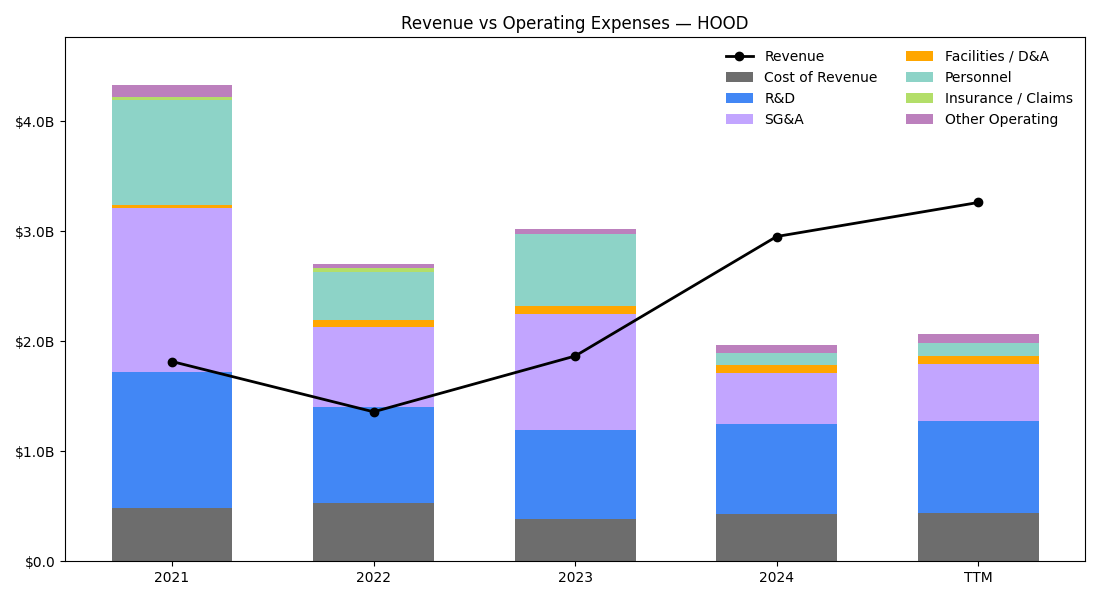 Revenue vs Operating Expenses — HOOD
Revenue
Cost of Revenue
R&D
SG&A
Facilities / D&A
Personnel
Insurance / Claims
Other Operating
$4.0B
$3.0B
$2.0B
$1.0B
$0.0
2021
2022
2023
2024
TTM